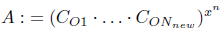 A : = (C_{O1} · … · C_{ON_{new}})^{x^n}